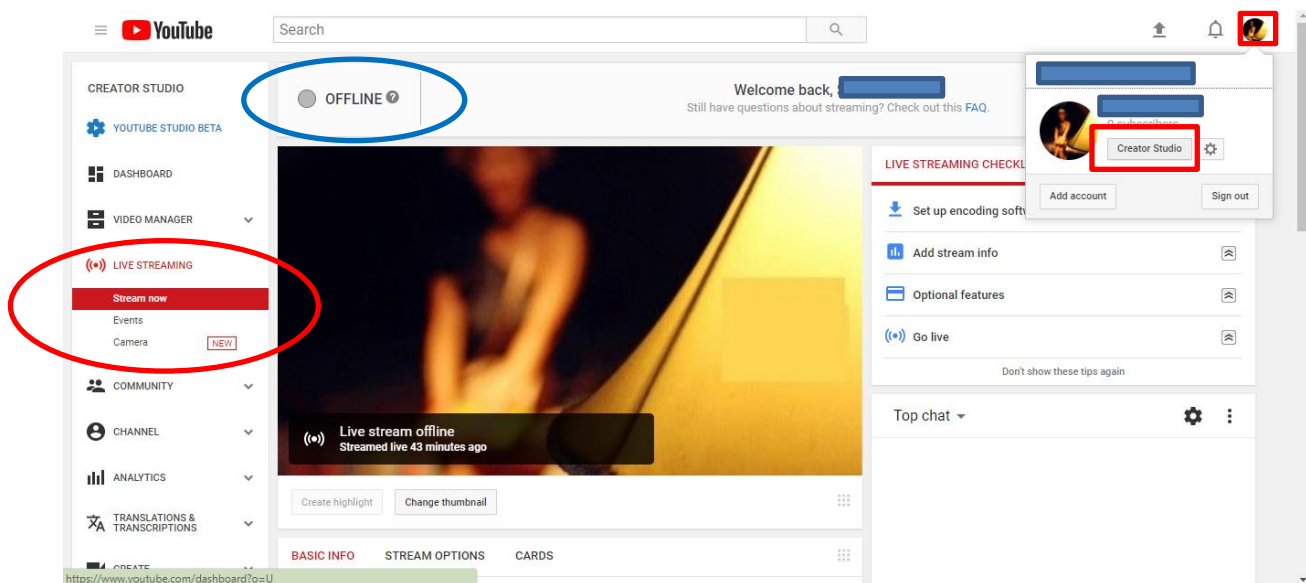 YouTube
Search
CREATOR STUDIO
YOUTUBE STUDIO BETA
DASHBOARD
VIDEO MANAGER
LIVE STREAMING
Stream now
Events
Camera NEW
COMMUNITY
CHANNEL
ANALYTICS
TRANSLATIONS &
TRANSCRIPTIONS
CREATE
https://www.youtube.com/dashboard?o=U
OFFLINE ?
Welcome back,
Still have questions about streaming? Check out this FAQ.
Live stream offline
Streamed live 43 minutes ago
Create highlight Change thumbnail
BASIC INFO STREAM OPTIONS CARDS
0 subscribers
Creator Studio
Add account Sign out
LIVE STREAMING CHECKL
Set up encoding softw
Add stream info
Optional features
Go live
Don't show these tips again
Top chat